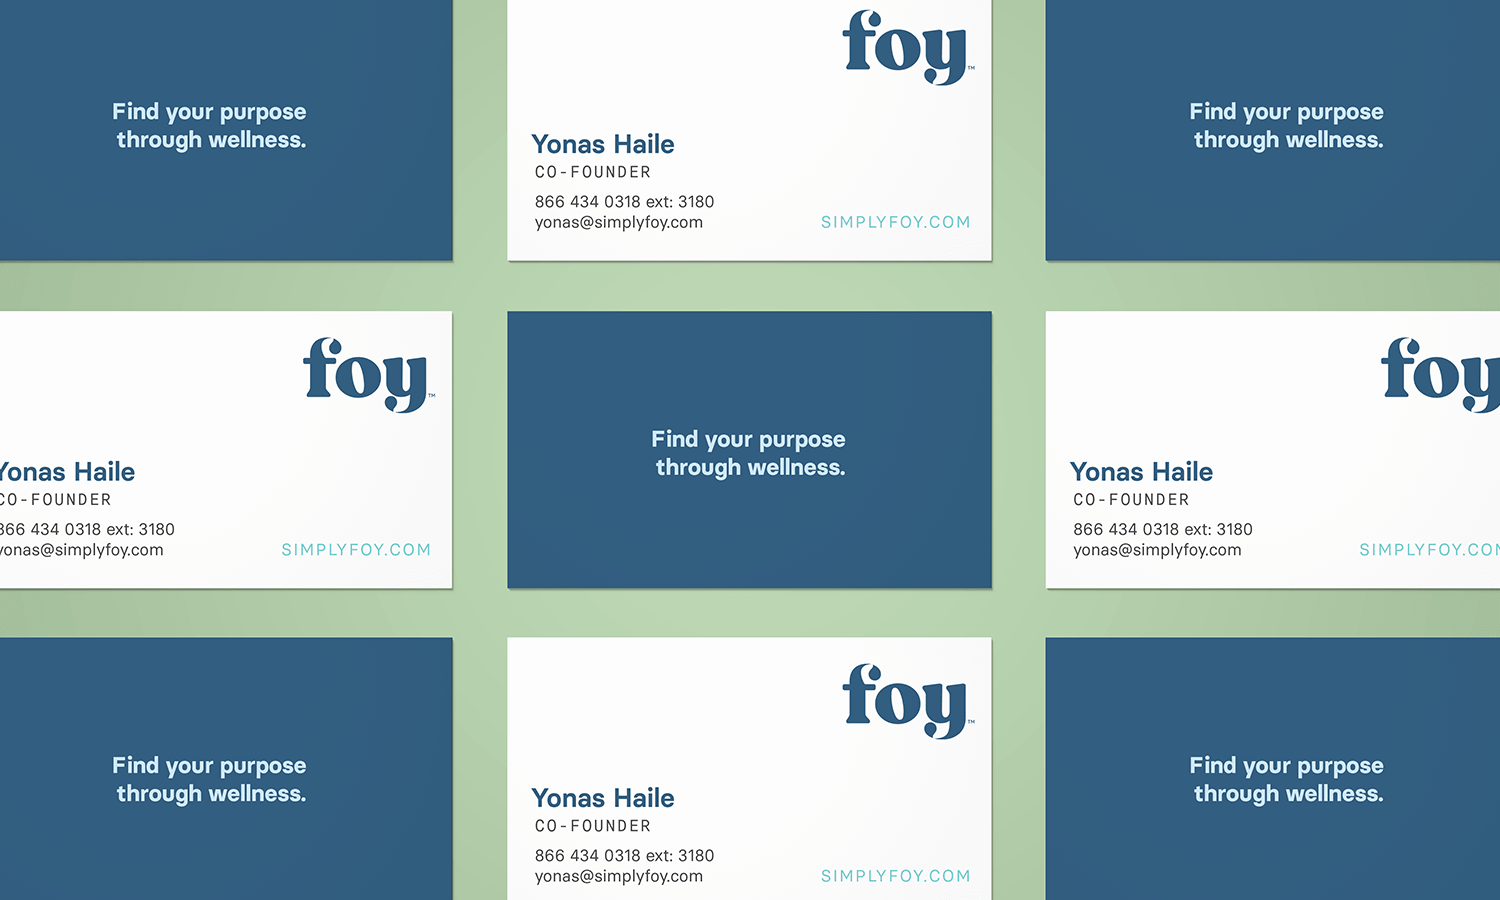 Find your purpose
through wellness.
foy™
Yonas Haile
CO-FOUNDER
866 434 0318 ext: 3180
yonas@simplyfoy.com
SIMPLYFOY.COM
Find your purpose
through wellness.
foy™
Yonas Haile
CO-FOUNDER
866 434 0318 ext: 3180
yonas@simplyfoy.com
SIMPLYFOY.COM
Find your purpose
through wellness.
foy
Yonas Haile
CO-FOUNDER
866 434 0318 ext: 3180
yonas@simplyfoy.com
SIMPLYFOY.COM
Find your purpose
through wellness.
foy™
Yonas Haile
CO-FOUNDER
866 434 0318 ext: 3180
yonas@simplyfoy.com
SIMPLYFOY.COM
Find your purpose
through wellness.